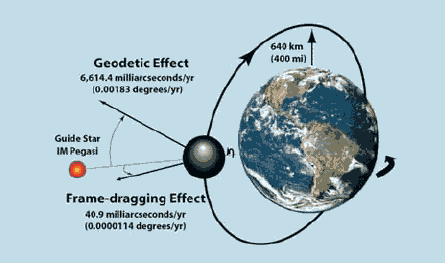 Geodetic Effect
6,614.4 milliarcseconds/yr
(0.00183 degrees/yr)
640 km
(400 mi)
Guide Star
IM Pegasi
Frame-dragging Effect
40.9 milliarcseconds/yr
(0.0000114 degrees/yr)